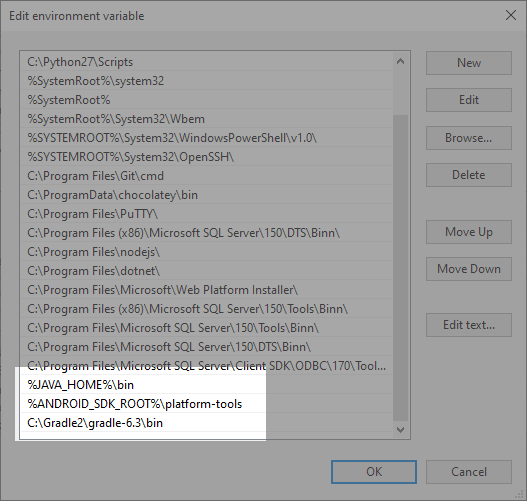 Edit environment variable
C:\Python27\Scripts
New
%SystemRoot%\system32
%SystemRoot%
Edit
%SystemRoot%\System32\Wbem
%SYSTEMROOT%\System32\WindowsPowerShell\v1.0\
Browse...
%SYSTEMROOT%\System32\OpenSSH\
C:\Program Files\Git\cmd
Delete
C:\ProgramData\chocolatey\bin
C:\Program Files\PuTTY\
C:\Program Files (x86)\Microsoft SQL Server\150\DTS\Binn\
Move Up
C:\Program Files\nodejs\
C:\Program Files\dotnet\
Move Down
C:\Program Files\Microsoft\Web Platform Installer\
C:\Program Files (x86)\Microsoft SQL Server\150\Tools\Binn\
C:\Program Files\Microsoft SQL Server\150\Tools\Binn\
Edit text...
C:\Program Files\Microsoft SQL Server\150\DTS\Binn\
C:\Program Files\Microsoft SQL Server\Client SDK\ODBC\170\Tool...
%JAVA_HOME%\bin
%ANDROID_SDK_ROOT%\platform-tools
C:\Gradle2\gradle-6.3\bin
OK
Cancel